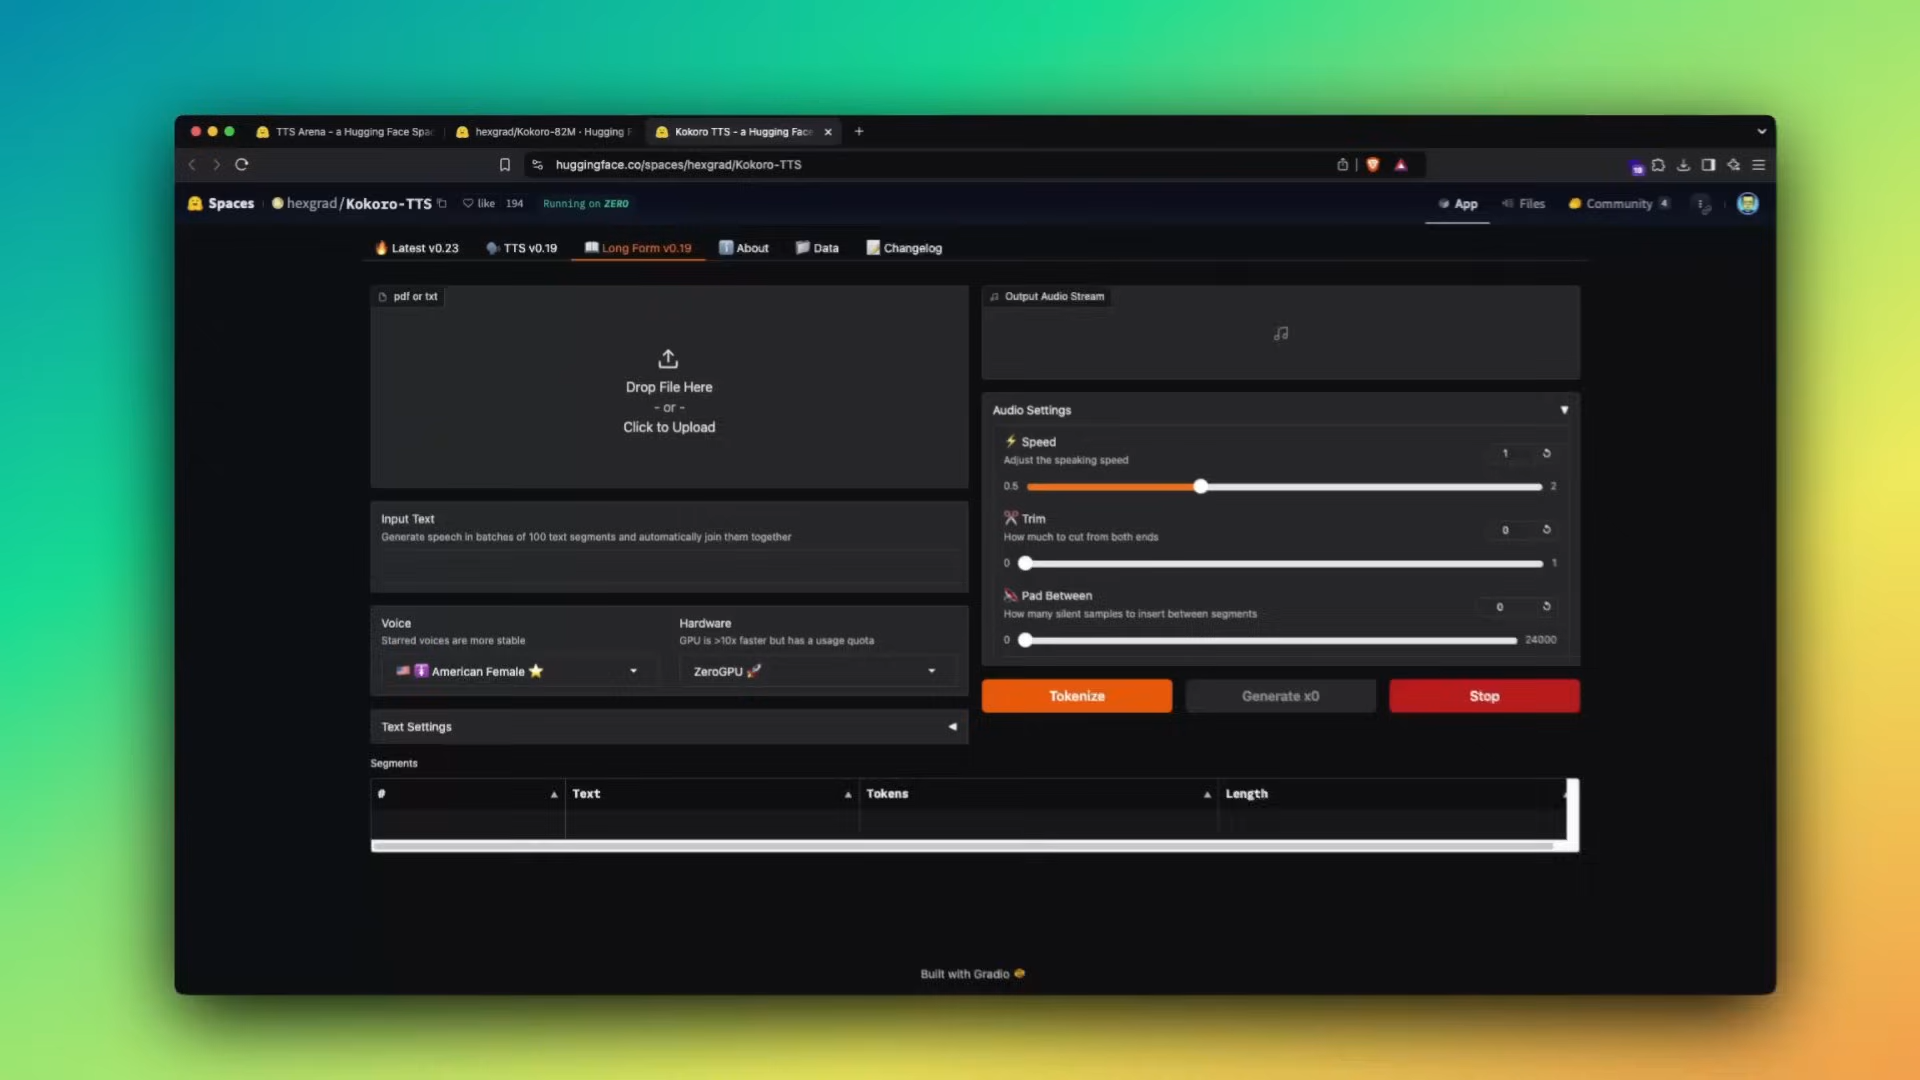 TTS Arena - a Hugging Face Spac
hexgrad/Kokoro-82M · Hugging F
Kokoro TTS - a Hugging Face
huggingface.co/spaces/hexgrad/Kokoro-TTS
Spaces
hexgrad/Kokoro-TTS
like 194
Running on ZERO
App
Files
Community 4
Latest v0.23
TTS v0.19
Long Form v0.19
About
Data
Changelog
pdf or txt
Drop File Here
- or -
Click to Upload
Input Text
Generate speech in batches of 100 text segments and automatically join them together
Voice
Starred voices are more stable
American Female
Hardware
GPU is >10x faster but has a usage quota
ZeroGPU
Text Settings
Output Audio Stream
Audio Settings
Speed
Adjust the speaking speed
1
0.5
2
Trim
How much to cut from both ends
0
0
1
Pad Between
How many silent samples to insert between segments
0
0
24000
Tokenize
Generate x0
Stop
Segments
# Text Tokens Length
Built with Gradio